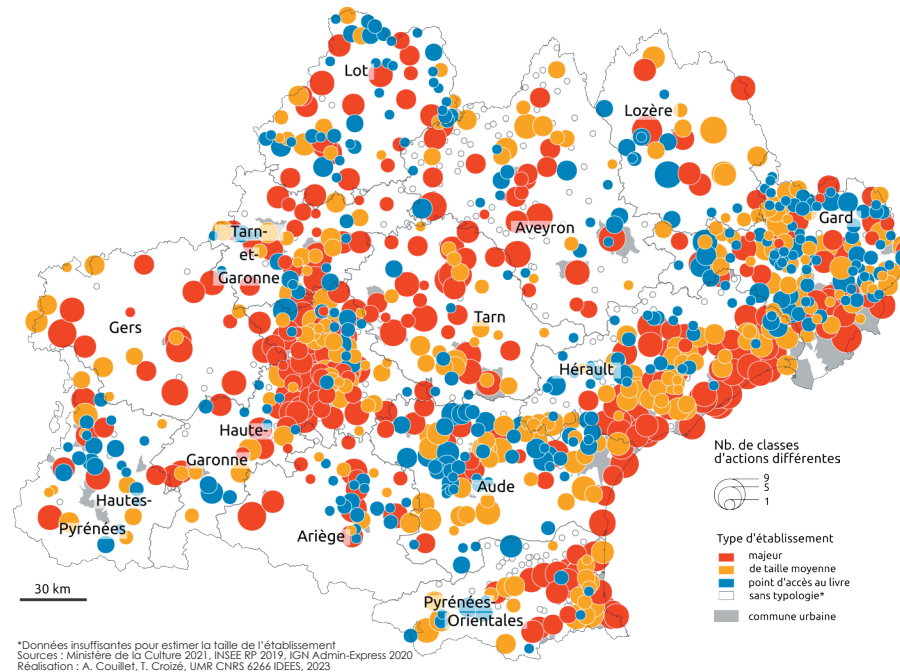 Lot
Lozère
Gard
Aveyron
Tarn-
et-
Garonne
Tarn
Gers
Hérault
Haute-
Garonne
Aude
Hautes-
Pyrénées
Ariège
Pyrénées-
Orientales
Nb. de classes
d'actions différentes
9
5
1
Type d'établissement
majeur
de taille moyenne
point d'accès au livre
sans typologie*
commune urbaine
30 km
*Données insuffisantes pour estimer la taille de l'établissement
Sources : Ministère de la Culture 2021, INSEE RP 2019, IGN Admin-Express 2020
Réalisation : A. Couillet, T. Croizé, UMR CNRS 6266 IDEES, 2023